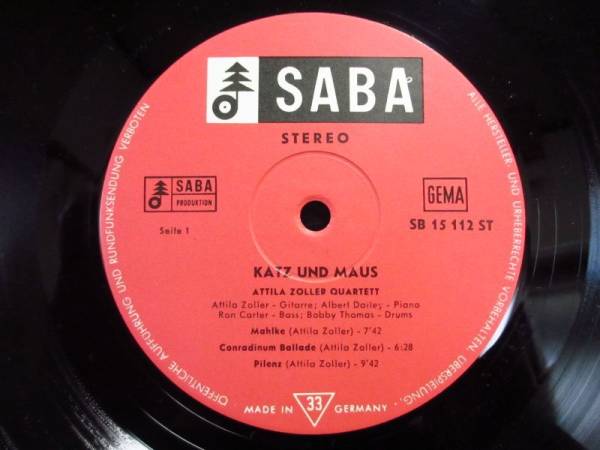 SABA
STEREO
SABA
PRODUKTION
GEMA
Seite 1
SB 15 112 ST
KATZ UND MAUS
ATTILA ZOLLER QUARTETT
Attila Zoller - Gitarre; Albert Dailey - Piano
Ron Carter - Bass; Bobby Thomas - Drums
Mahlke (Attila Zoller) - 7'42
Conradinum Ballade (Attila Zoller) - 6:28
Pilenz (Attila Zoller) - 9'42
MADE IN 33 GERMANY
ALLE HERSTELLER- UND URHEBERRECHTE VORBEHALTEN. ÜBERSPIELUNG,
ÖFFENTLICHE AUFFÜHRUNG UND RUNDFUNKSENDUNG VERBOTEN